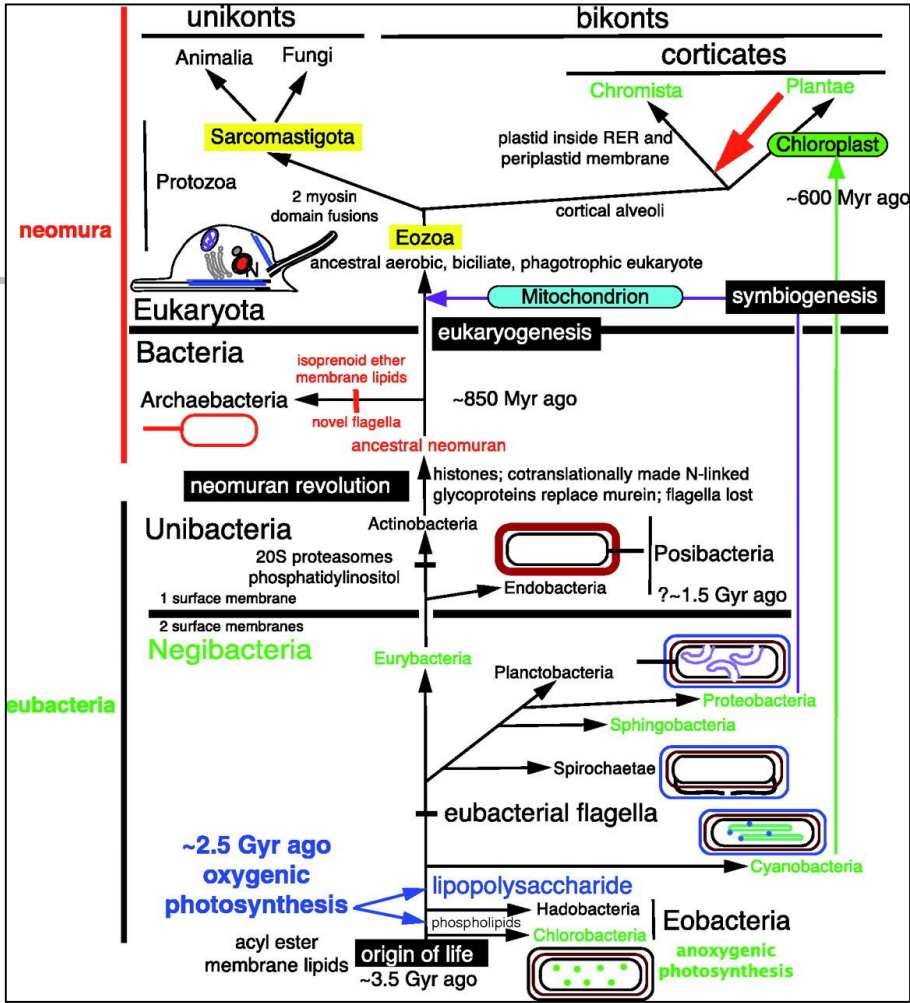 unikonts
bikonts
Animalia
Fungi
corticates
Chromista
Plantae
Sarcomastigota
plastid inside RER and
periplastid membrane
Chloroplast
Protozoa
2 myosin
domain fusions
cortical alveoli
~600 Myr ago
neomura
Eozoa
N
ancestral aerobic, biciliate, phagotrophic eukaryote
Mitochondrion
symbiogenesis
Eukaryota
eukaryogenesis
Bacteria
isoprenoid ether
membrane lipids
Archaebacteria
~850 Myr ago
novel flagella
ancestral neomuran
neomuran revolution
histones; cotranslationally made N-linked
glycoproteins replace murein; flagella lost
Actinobacteria
Unibacteria
20S proteasomes
phosphatidylinositol
Posibacteria
Endobacteria
1 surface membrane
?~1.5 Gyr ago
2 surface membranes
Negibacteria
Eurybacteria
Planctobacteria
eubacteria
Proteobacteria
Sphingobacteria
Spirochaetae
eubacterial flagella
~2.5 Gyr ago
oxygenic
photosynthesis
Cyanobacteria
lipopolysaccharide
Hadobacteria
phospholipids
Eobacteria
Chlorobacteria
acyl ester
membrane lipids
origin of life
anoxygenic
photosynthesis
~3.5 Gyr ago